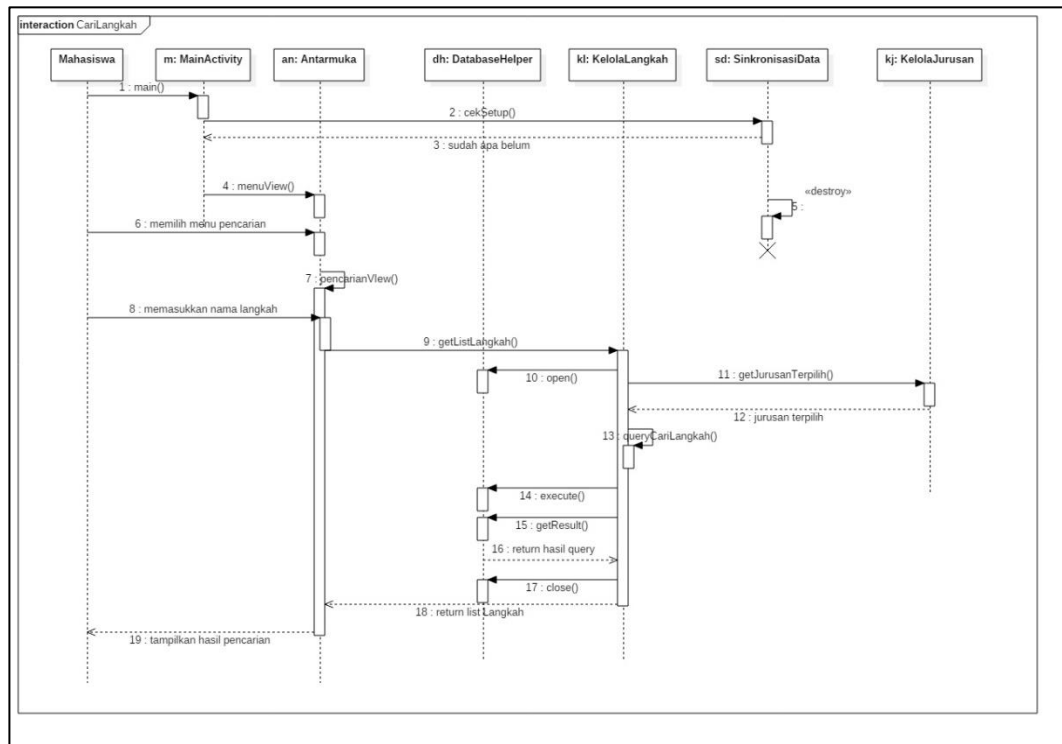 interaction CariLangkah
Mahasiswa
m: MainActivity
an: Antarmuka
dh: DatabaseHelper
kl: KelolaLangkah
sd: SinkronisasiData
kj: KelolaJurusan
1 : main()
2 : cekSetup()
3 : sudah apa belum
4 : menuView()
«destroy»
5 :
6 : memilih menu pencarian
7 : pencarianVIew()
8 : memasukkan nama langkah
9 : getListLangkah()
10 : open()
11 : getJurusanTerpilih()
12 : jurusan terpilih
13 : queryCariLangkah()
14 : execute()
15 : getResult()
16 : return hasil query
17 : close()
18 : return list Langkah
19 : tampilkan hasil pencarian